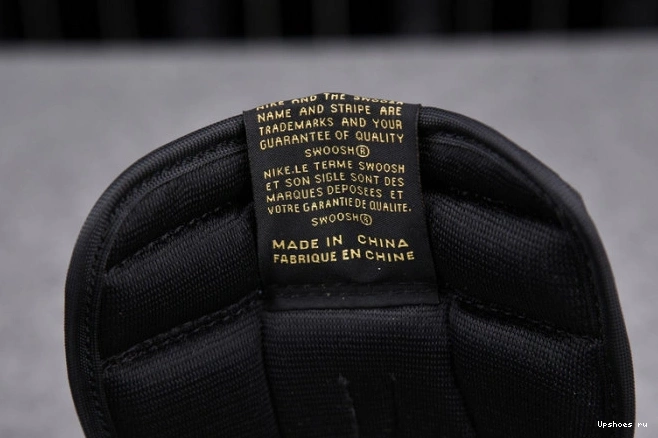 NIKE AND THE SWOOSH
NAME AND STRIPE ARE
TRADEMARKS AND YOUR
GUARANTEE OF QUALITY
SWOOSH®
NIKE.LE TERME SWOOSH
ET SON SIGLE SONT DES
MARQUES DEPOSEES ET
VOTRE GARANTIE DE QUALITE.
SWOOSH®
MADE IN CHINA
FABRIQUE EN CHINE
Upshoes ru